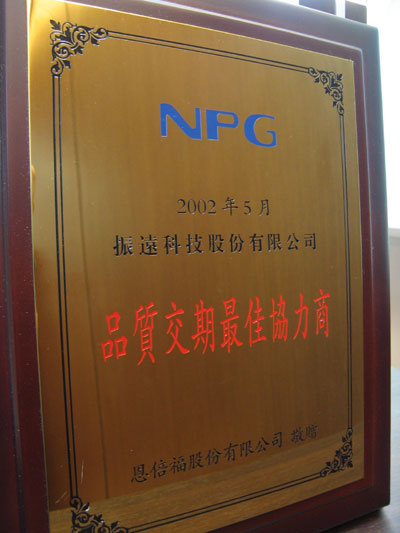 NPG
2002年5月
振遠科技股份有限公司
品質交期最佳協力商
恩倍福股份有限公司 敬贈